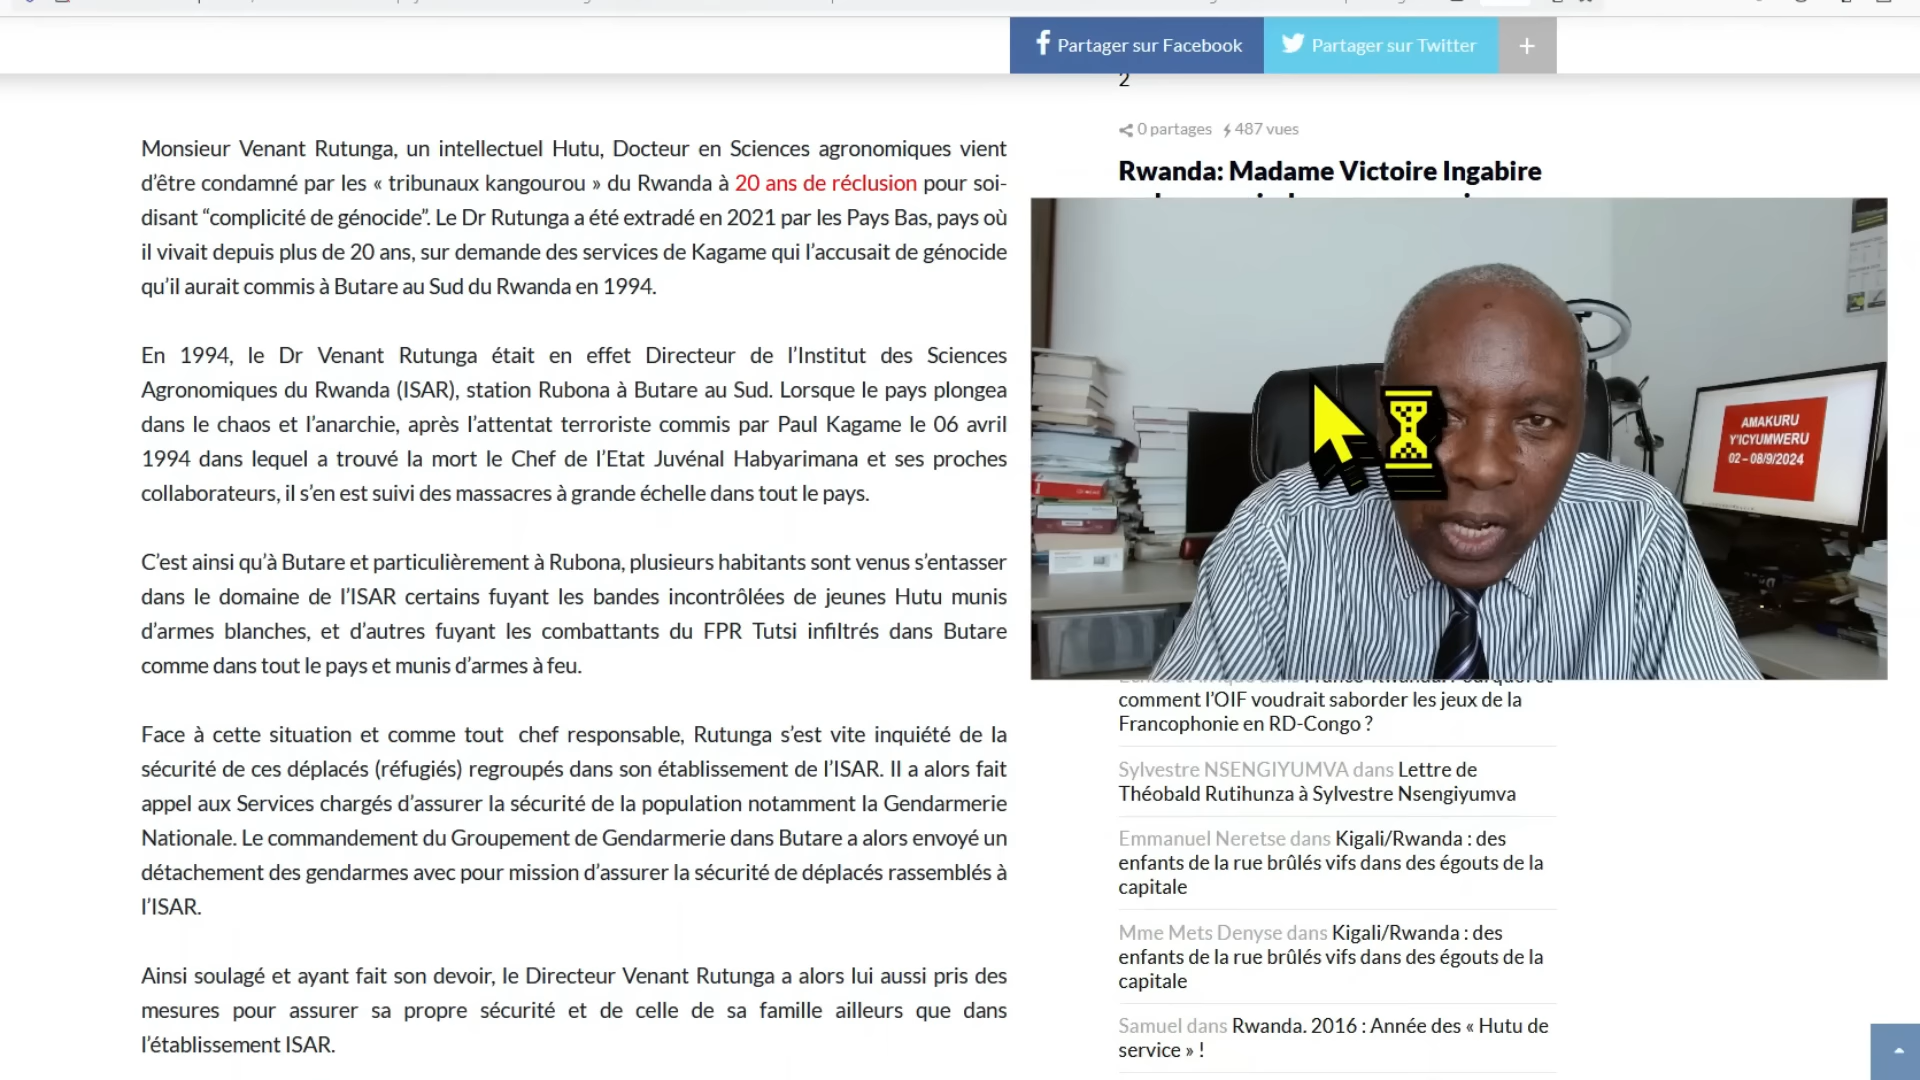 Partager sur Facebook
Partager sur Twitter
+
2
0 partages 487 vues
Rwanda: Madame Victoire Ingabire
Monsieur Venant Rutunga, un intellectuel Hutu, Docteur en Sciences agronomiques vient
d’être condamné par les « tribunaux kangourou » du Rwanda à 20 ans de réclusion pour soi-
disant “complicité de génocide”. Le Dr Rutunga a été extradé en 2021 par les Pays Bas, pays où
il vivait depuis plus de 20 ans, sur demande des services de Kagame qui l’accusait de génocide
qu’il aurait commis à Butare au Sud du Rwanda en 1994.
En 1994, le Dr Venant Rutunga était en effet Directeur de l’Institut des Sciences
Agronomiques du Rwanda (ISAR), station Rubona à Butare au Sud. Lorsque le pays plongea
dans le chaos et l’anarchie, après l’attentat terroriste commis par Paul Kagame le 06 avril
1994 dans lequel a trouvé la mort le Chef de l’Etat Juvénal Habyarimana et ses proches
collaborateurs, il s’en est suivi des massacres à grande échelle dans tout le pays.
C’est ainsi qu’à Butare et particulièrement à Rubona, plusieurs habitants sont venus s’entasser
dans le domaine de l’ISAR certains fuyant les bandes incontrôlées de jeunes Hutu munis
d’armes blanches, et d’autres fuyant les combattants du FPR Tutsi infiltrés dans Butare
comme dans tout le pays et munis d’armes à feu.
Face à cette situation et comme tout chef responsable, Rutunga s’est vite inquiété de la
sécurité de ces déplacés (réfugiés) regroupés dans son établissement de l’ISAR. Il a alors fait
appel aux Services chargés d’assurer la sécurité de la population notamment la Gendarmerie
Nationale. Le commandement du Groupement de Gendarmerie dans Butare a alors envoyé un
détachement des gendarmes avec pour mission d’assurer la sécurité de déplacés rassemblés à
l’ISAR.
Ainsi soulagé et ayant fait son devoir, le Directeur Venant Rutunga a alors lui aussi pris des
mesures pour assurer sa propre sécurité et de celle de sa famille ailleurs que dans
l’établissement ISAR.
AMAKURU
Y'ICYUMWERU
02 – 08/9/2024
comment l’OIF voudrait saborder les jeux de la
Francophonie en RD-Congo ?
Sylvestre NSENGIYUMVA dans Lettre de
Théobald Rutihunza à Sylvestre Nsengiyumva
Emmanuel Neretse dans Kigali/Rwanda : des
enfants de la rue brûlés vifs dans des égouts de la
capitale
Mme Mets Denyse dans Kigali/Rwanda : des
enfants de la rue brûlés vifs dans des égouts de la
capitale
Samuel dans Rwanda. 2016 : Année des « Hutu de
service » !